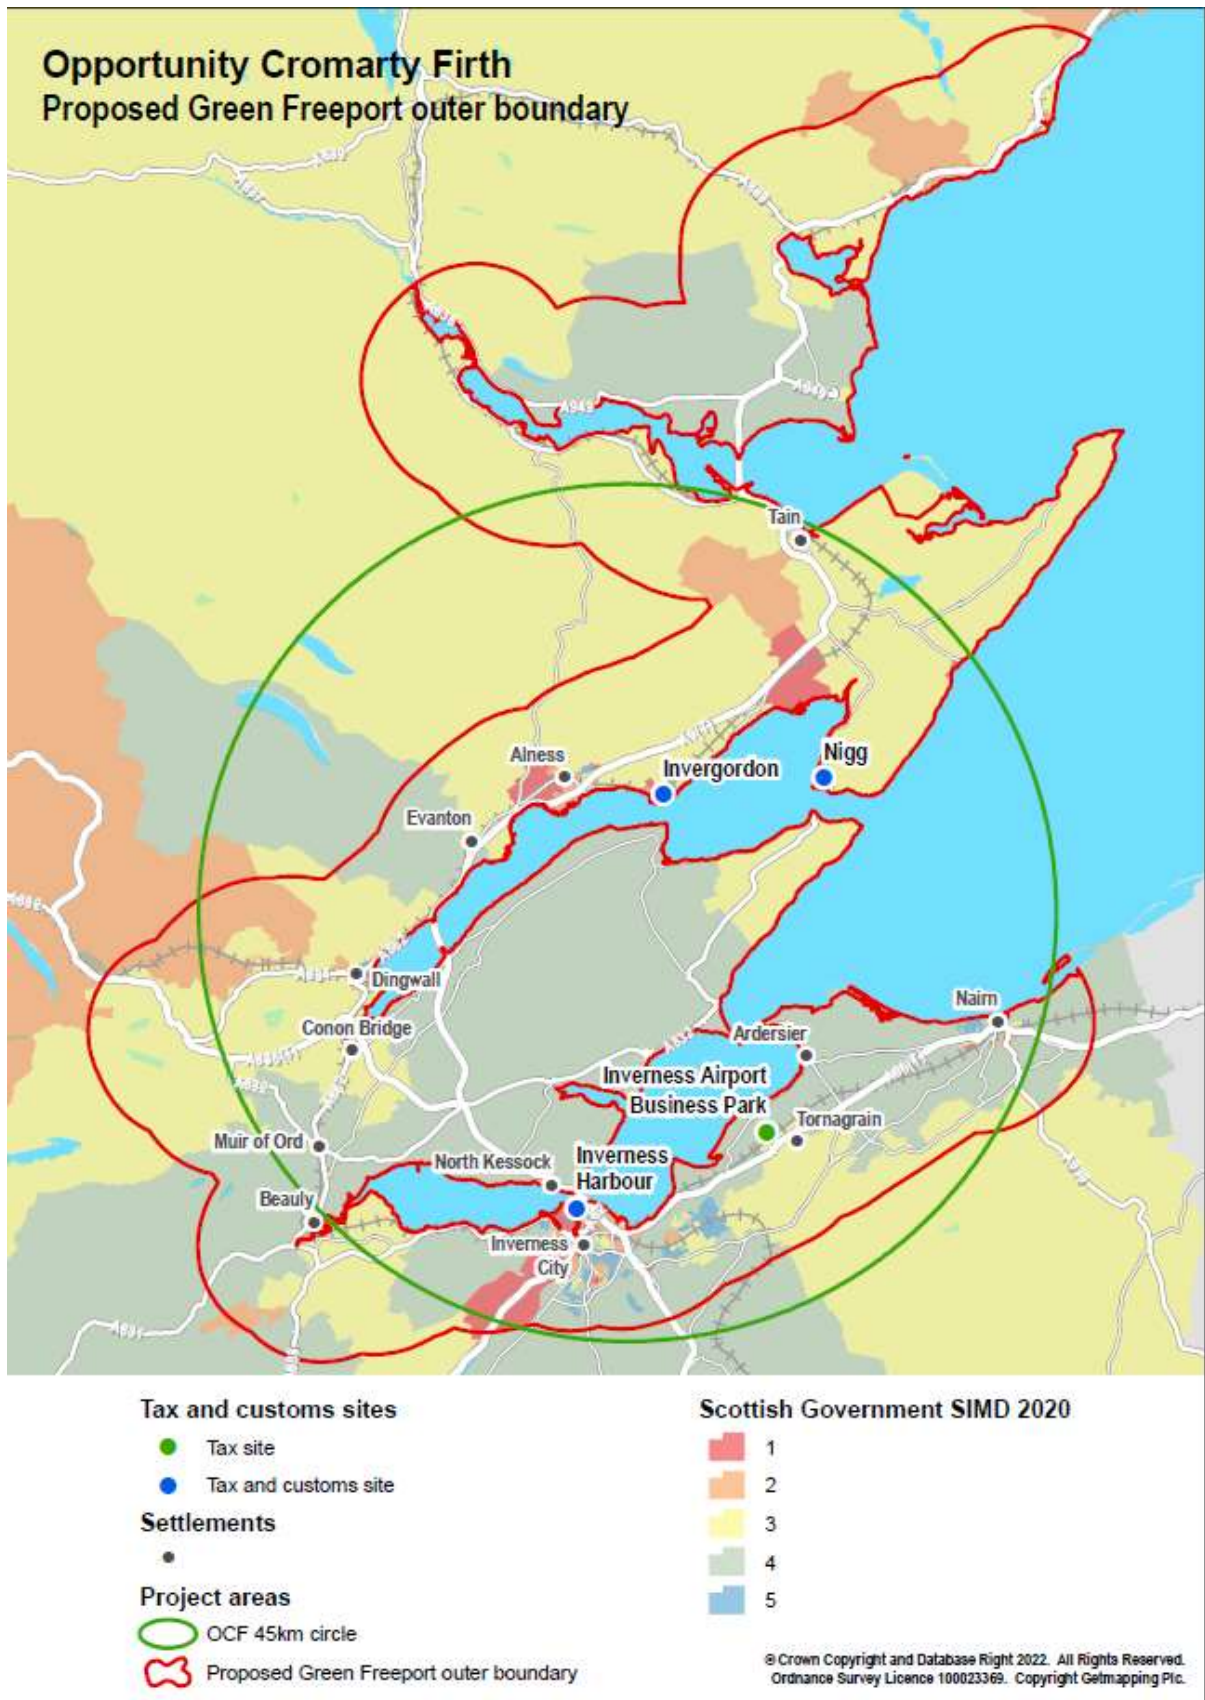 Opportunity Cromarty Firth
Proposed Green Freeport outer boundary
A839
A949
A949
Tain
Nigg
Alness
Invergordon
Evanton
Dingwall
Nairn
Conon Bridge
Ardersier
Inverness Airport
Business Park
Tornagrain
Muir of Ord
North Kessock
Inverness
Harbour
Beauly
Inverness
City
Tax and customs sites
Tax site
Tax and customs site
Settlements
Project areas
OCF 45km circle
Proposed Green Freeport outer boundary
Scottish Government SIMD 2020
1
2
3
4
5
© Crown Copyright and Database Right 2022. All Rights Reserved.
Ordnance Survey Licence 100023369. Copyright Getmapping Plc.